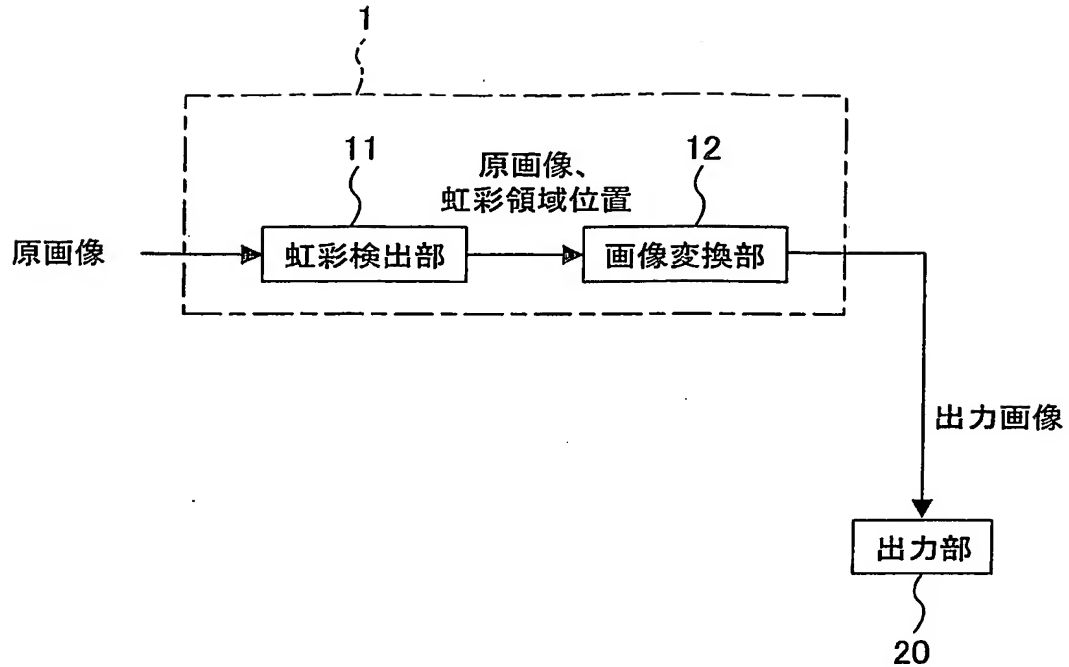 1
11
原画像、
虹彩領域位置
12
原画像
虹彩検出部
画像変換部
出力画像
出力部
20